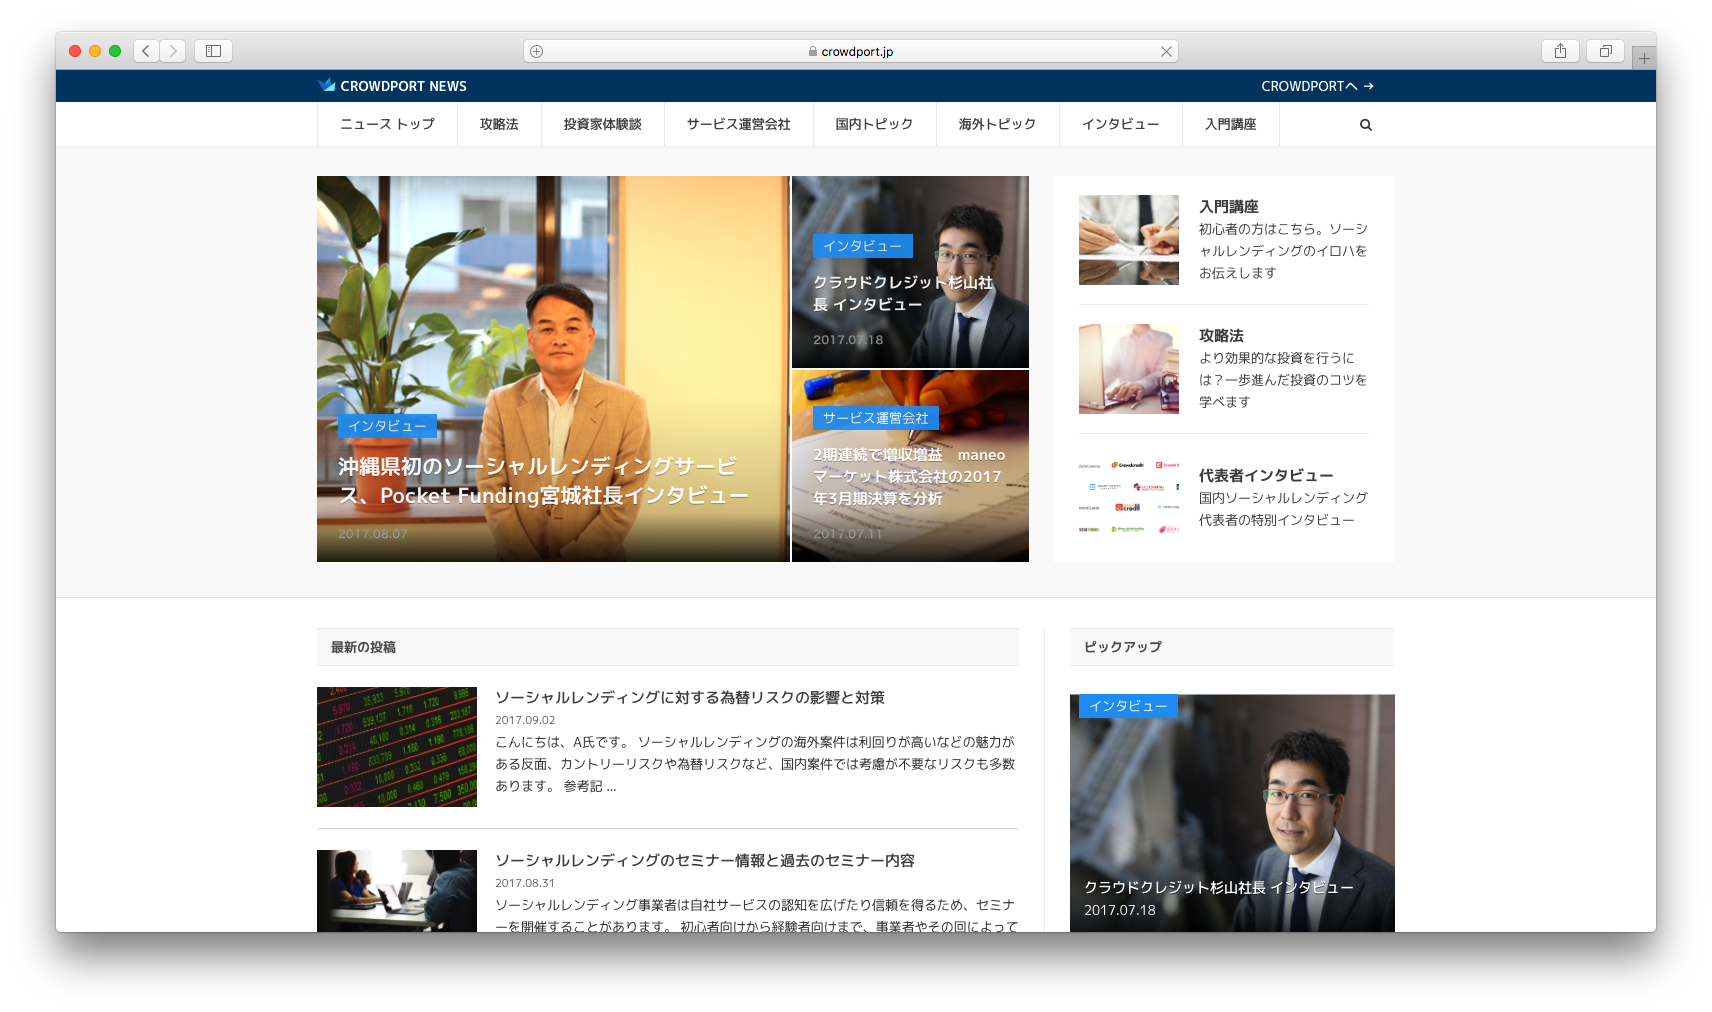 crowdport.jp
CROWDPORT NEWS
CROWDPORTへ →
ニュース トップ
攻略法
投資家体験談
サービス運営会社
国内トピック
海外トピック
インタビュー
入門講座
インタビュー
沖縄県初のソーシャルレンディングサービ
ス、Pocket Funding宮城社長インタビュー
2017.08.07
インタビュー
クラウドクレジット杉山社
長 インタビュー
2017.07.18
サービス運営会社
2期連続で増収増益　maneo
マーケット株式会社の2017
年3月期決算を分析
2017.07.11
入門講座
初心者の方はこちら。ソーシ
ャルレンディングのイロハを
お伝えします
攻略法
より効果的な投資を行うに
は？一歩進んだ投資のコツを
学べます
代表者インタビュー
国内ソーシャルレンディング
代表者の特別インタビュー
最新の投稿
ソーシャルレンディングに対する為替リスクの影響と対策
2017.09.02
こんにちは、A氏です。 ソーシャルレンディングの海外案件は利回りが高いなどの魅力が
ある反面、カントリーリスクや為替リスクなど、国内案件では考慮が不要なリスクも多数
あります。 参考記 ...
ソーシャルレンディングのセミナー情報と過去のセミナー内容
2017.08.31
ソーシャルレンディング事業者は自社サービスの認知を広げたり信頼を得るため、セミナ
ーを開催することがあります。 初心者向けから経験者向けまで、事業者やその回によって
ピックアップ
インタビュー
クラウドクレジット杉山社長 インタビュー
2017.07.18